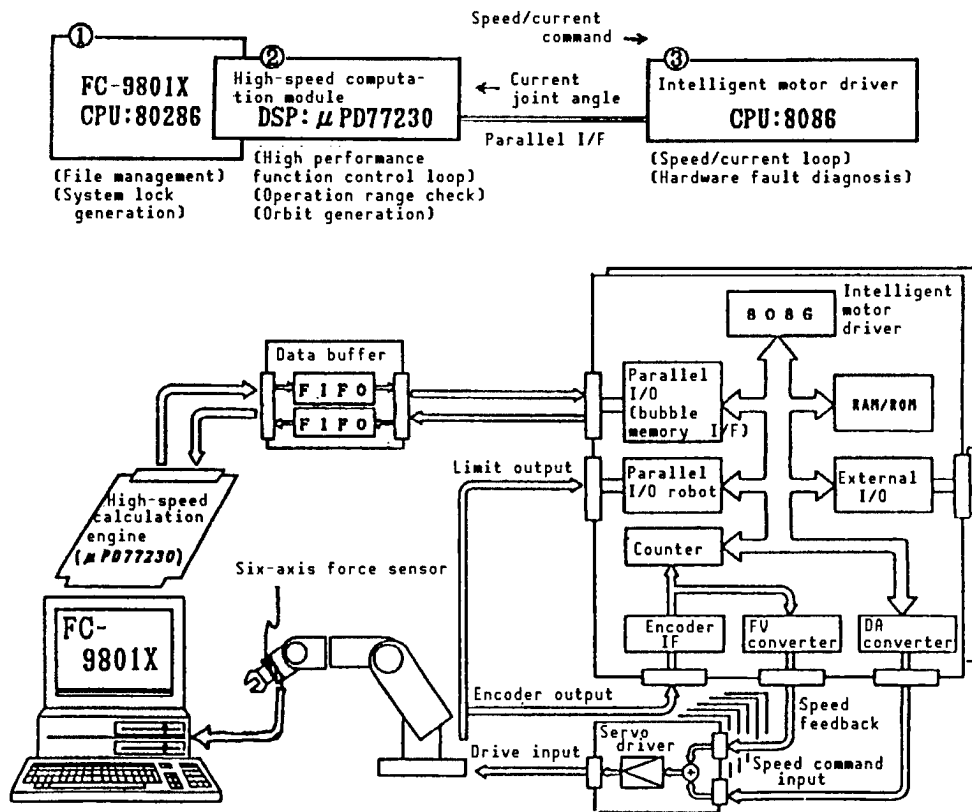 Speed/current
command →
①
FC-9801X
CPU:80286
②
High-speed computa-
tion module
DSP: μPD77230
← Current
joint angle
Parallel I/F
③
Intelligent motor driver
CPU:8086
(File management)
(System lock
generation)
(High performance
function control loop)
(Operation range check)
(Orbit generation)
(Speed/current loop)
(Hardware fault diagnosis)
8086
Intelligent
motor
driver
Data buffer
FIFO
FIFO
Parallel
I/O
(bubble
memory I/F)
RAM/ROM
Limit output
Parallel
I/O robot
External
I/O
High-speed
calculation
engine
(μPD77230)
Counter
Six-axis force sensor
FC-
9801X
Encoder
IF
FV
converter
DA
converter
Encoder output
Speed
feedback
Servo
driver
Drive input
+
Speed command
input